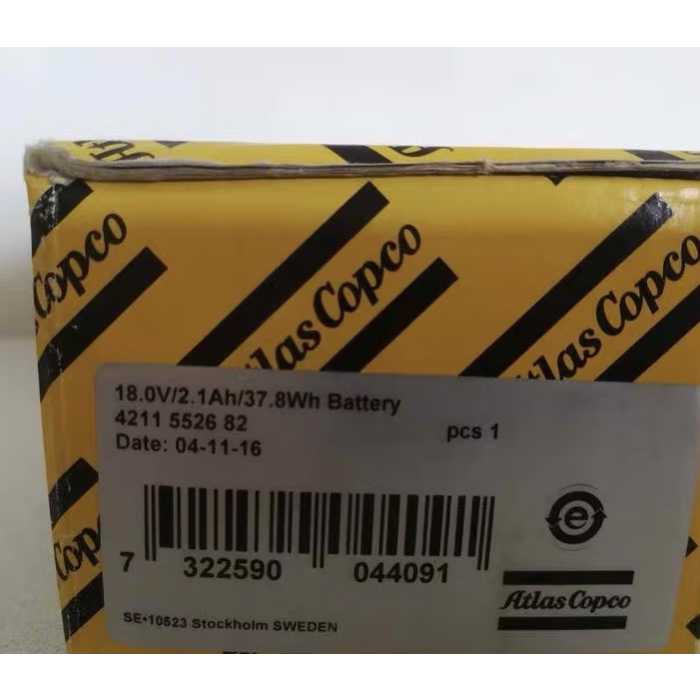 Atlas Copco
Atlas Copco
Atlas Copco
18.0V/2.1Ah/37.8Wh Battery
4211 5526 82
pcs 1
Date: 04-11-16
7 322590 044091
e
Atlas Copco
SE•10523 Stockholm SWEDEN